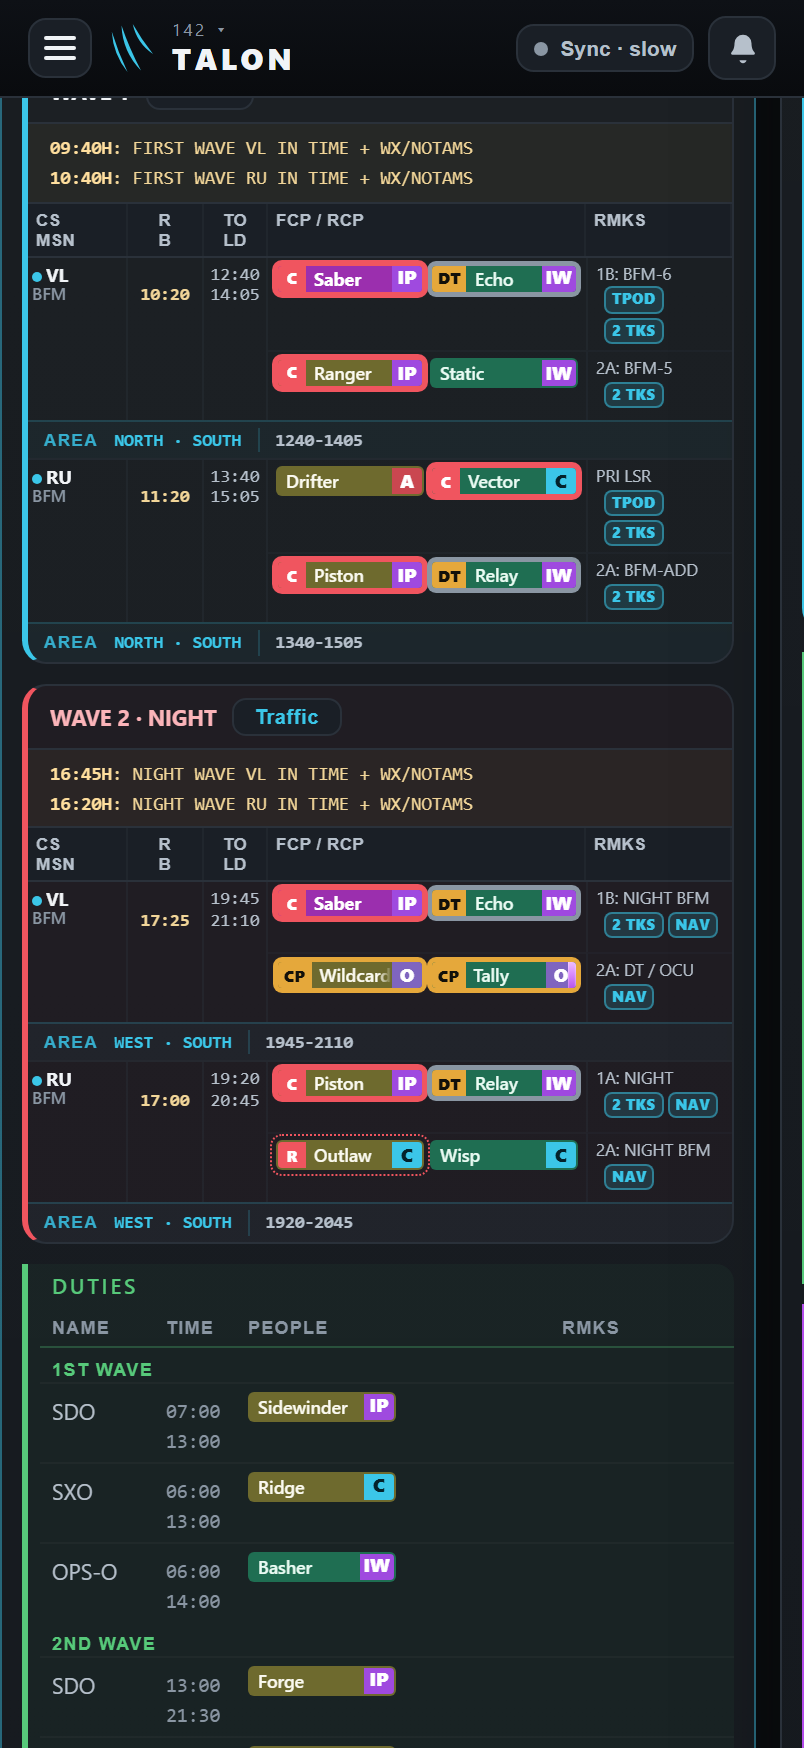 142
TALON
Sync · slow
09:40H: FIRST WAVE VL IN TIME + WX/NOTAMS
10:40H: FIRST WAVE RU IN TIME + WX/NOTAMS
CS MSN R B TO LD FCP / RCP RMKS
VL BFM 10:20 12:40 14:05 C Saber IP DT Echo IW 1B: BFM-6 TPOD 2 TKS
C Ranger IP Static IW 2A: BFM-5 2 TKS
AREA NORTH · SOUTH 1240-1405
RU BFM 11:20 13:40 15:05 Drifter A C Vector C PRI LSR TPOD 2 TKS
C Piston IP DT Relay IW 2A: BFM-ADD 2 TKS
AREA NORTH · SOUTH 1340-1505
WAVE 2 · NIGHT Traffic
16:45H: NIGHT WAVE VL IN TIME + WX/NOTAMS
16:20H: NIGHT WAVE RU IN TIME + WX/NOTAMS
CS MSN R B TO LD FCP / RCP RMKS
VL BFM 17:25 19:45 21:10 C Saber IP DT Echo IW 1B: NIGHT BFM 2 TKS NAV
CP Wildcard O CP Tally O 2A: DT / OCU NAV
AREA WEST · SOUTH 1945-2110
RU BFM 17:00 19:20 20:45 C Piston IP DT Relay IW 1A: NIGHT 2 TKS NAV
R Outlaw C Wisp C 2A: NIGHT BFM NAV
AREA WEST · SOUTH 1920-2045
DUTIES
NAME TIME PEOPLE RMKS
1ST WAVE
SDO 07:00 13:00 Sidewinder IP
SXO 06:00 13:00 Ridge C
OPS-O 06:00 14:00 Basher IW
2ND WAVE
SDO 13:00 21:30 Forge IP